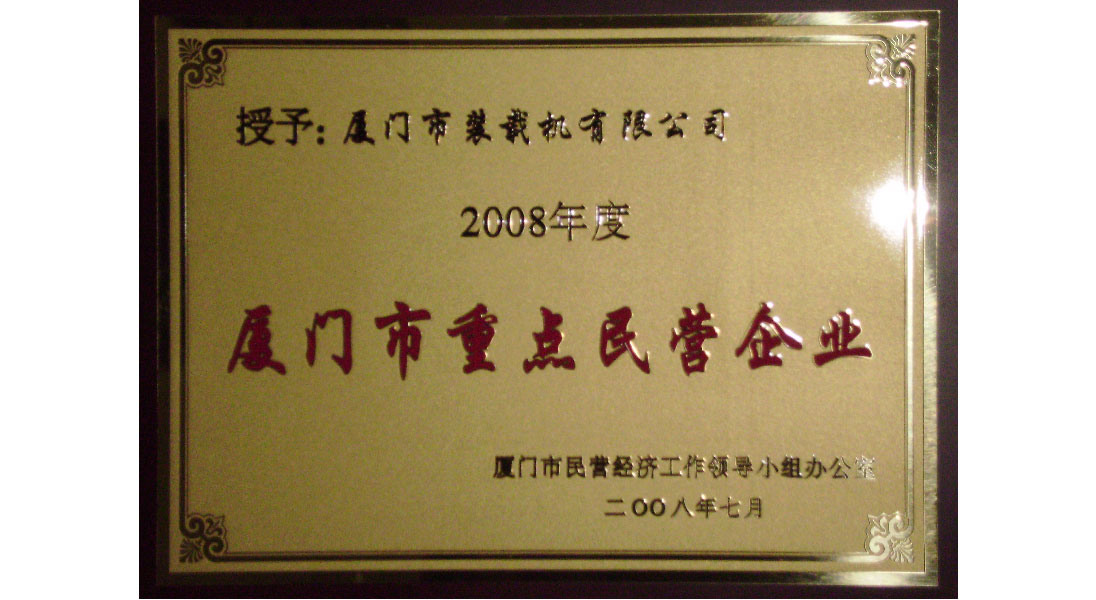 授予：厦门市装载机有限公司
2008年度
厦门市重点民营企业
厦门市民营经济工作领导小组办公室
二OO八年七月